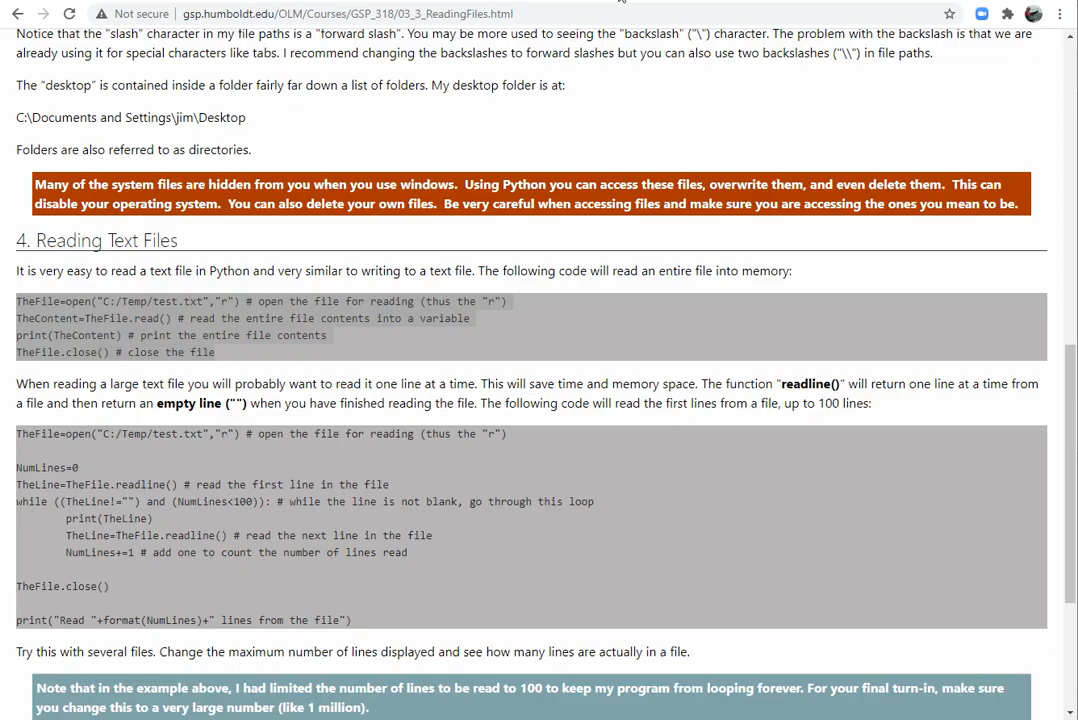 Not secure | gsp.humboldt.edu/OLM/Courses/GSP_318/03_3_ReadingFiles.html
Notice that the "slash" character in my file paths is a "forward slash". You may be more used to seeing the "backslash" ("\") character. The problem with the backslash is that we are
already using it for special characters like tabs. I recommend changing the backslashes to forward slashes but you can also use two backslashes ("\\") in file paths.
The "desktop" is contained inside a folder fairly far down a list of folders. My desktop folder is at:
C:\Documents and Settings\jim\Desktop
Folders are also referred to as directories.
Many of the system files are hidden from you when you use windows.  Using Python you can access these files, overwrite them, and even delete them.  This can
disable your operating system.  You can also delete your own files.  Be very careful when accessing files and make sure you are accessing the ones you mean to be.
4. Reading Text Files
It is very easy to read a text file in Python and very similar to writing to a text file. The following code will read an entire file into memory:
TheFile=open("C:/Temp/test.txt","r") # open the file for reading (thus the "r")
TheContent=TheFile.read() # read the entire file contents into a variable
print(TheContent) # print the entire file contents
TheFile.close() # close the file
When reading a large text file you will probably want to read it one line at a time. This will save time and memory space. The function "readline()" will return one line at a time from
a file and then return an empty line ("") when you have finished reading the file. The following code will read the first lines from a file, up to 100 lines:
TheFile=open("C:/Temp/test.txt","r") # open the file for reading (thus the "r")
NumLines=0
TheLine=TheFile.readline() # read the first line in the file
while ((TheLine!="") and (NumLines<100)): # while the line is not blank, go through this loop
print(TheLine)
TheLine=TheFile.readline() # read the next line in the file
NumLines+=1 # add one to count the number of lines read
TheFile.close()
print("Read "+format(NumLines)+" lines from the file")
Try this with several files. Change the maximum number of lines displayed and see how many lines are actually in a file.
Note that in the example above, I had limited the number of lines to be read to 100 to keep my program from looping forever. For your final turn-in, make sure
you change this to a very large number (like 1 million).